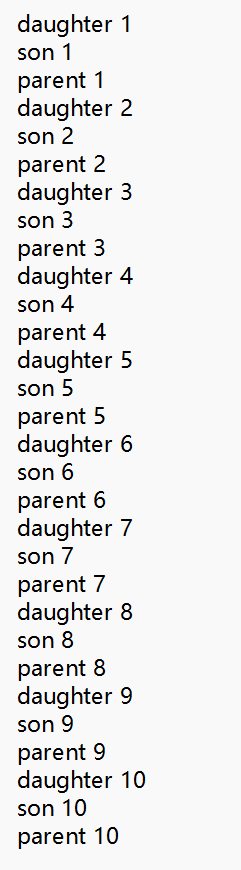 daughter 1
son 1
parent 1
daughter 2
son 2
parent 2
daughter 3
son 3
parent 3
daughter 4
son 4
parent 4
daughter 5
son 5
parent 5
daughter 6
son 6
parent 6
daughter 7
son 7
parent 7
daughter 8
son 8
parent 8
daughter 9
son 9
parent 9
daughter 10
son 10
parent 10